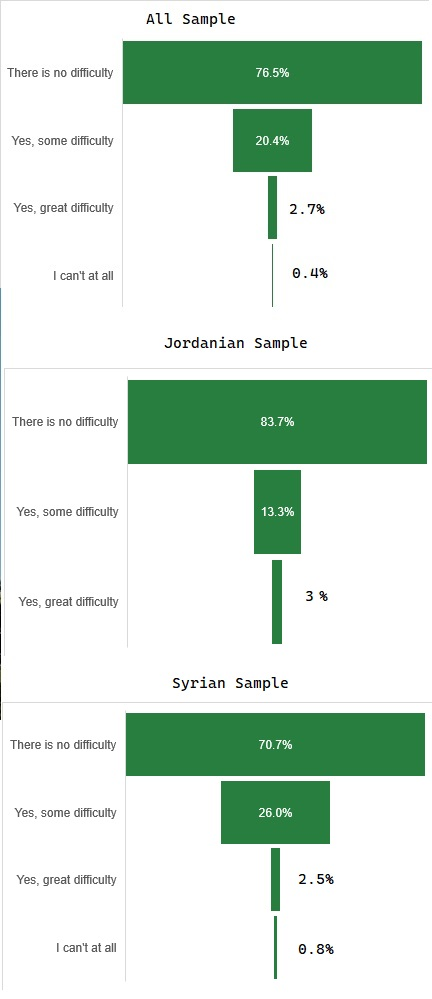 All Sample
There is no difficulty 76.5%
Yes, some difficulty 20.4%
Yes, great difficulty 2.7%
I can't at all 0.4%
Jordanian Sample
There is no difficulty 83.7%
Yes, some difficulty 13.3%
Yes, great difficulty 3 %
Syrian Sample
There is no difficulty 70.7%
Yes, some difficulty 26.0%
Yes, great difficulty 2.5%
I can't at all 0.8%